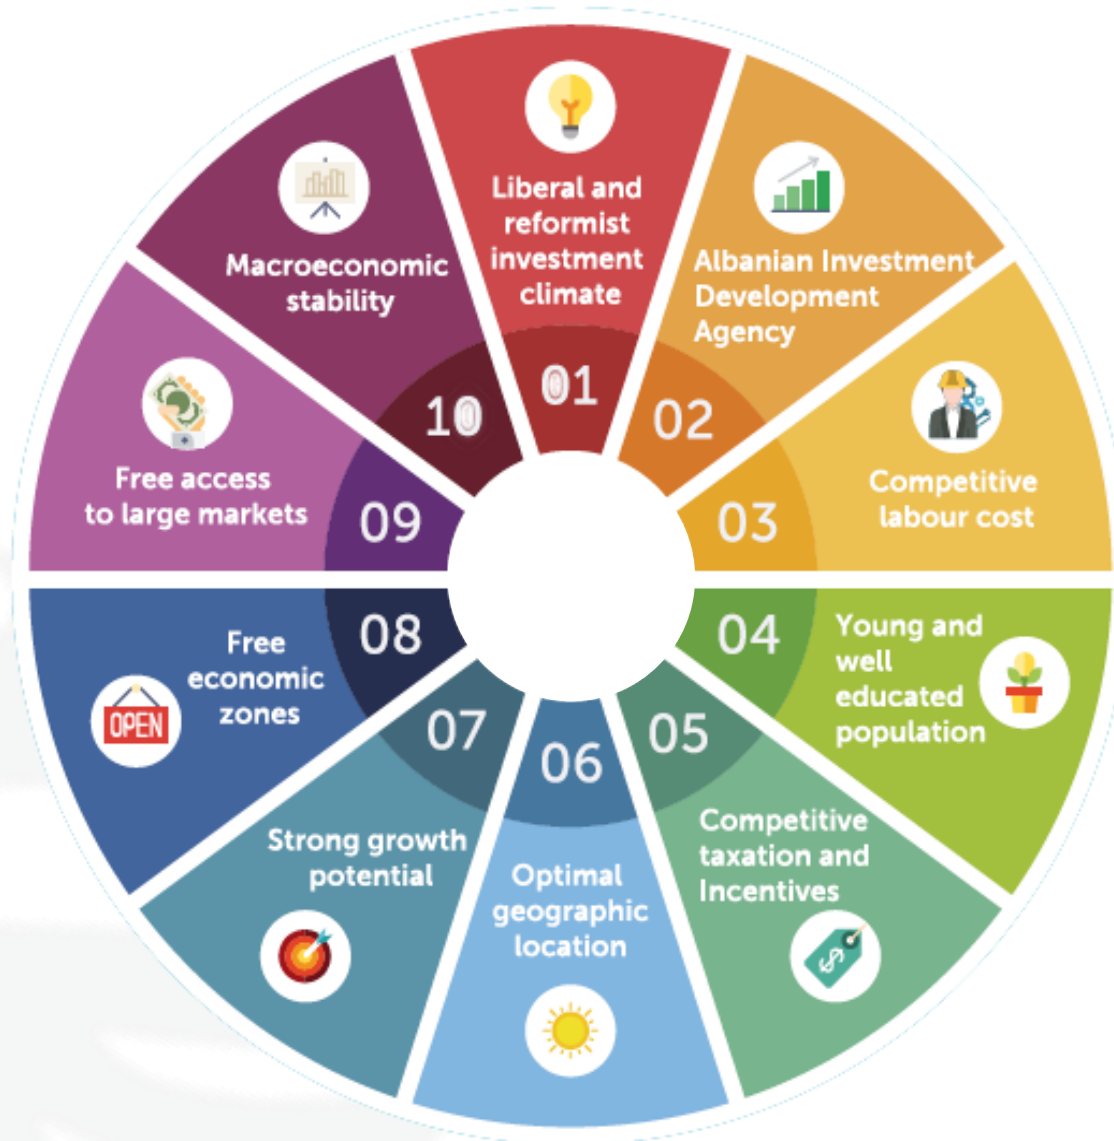 Liberal and
reformist
investment
climate
01
Albanian Investment
Development
Agency
02
Competitive
labour cost
03
Young and
well
educated
population
04
Competitive
taxation and
Incentives
05
Optimal
geographic
location
06
Strong growth
potential
07
Free
economic
zones
OPEN
08
Free access
to large markets
09
Macroeconomic
stability
10
$